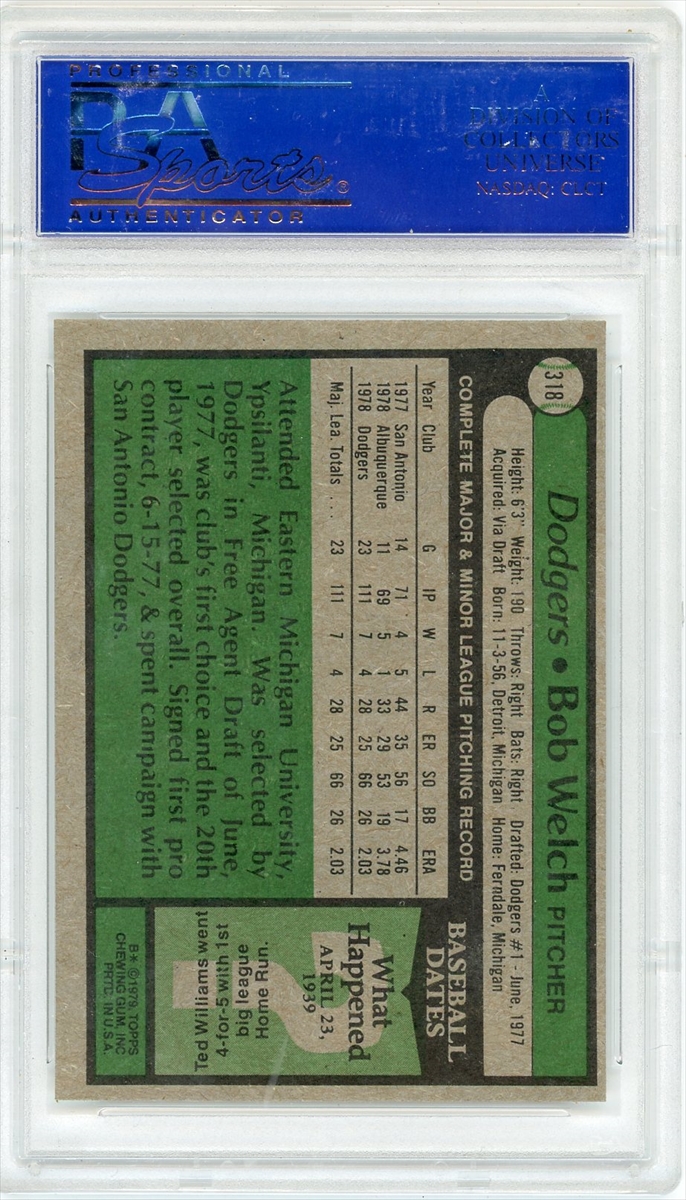 PROFESSIONAL
PSA
Sports®
AUTHENTICATOR
A
DIVISION OF
COLLECTORS
UNIVERSE
NASDAQ: CLCT
318
Dodgers • Bob Welch PITCHER
Height: 6'3" Weight: 190 Throws: Right Bats: Right Drafted: Dodgers #1 - June, 1977
Acquired: Via Draft Born: 11-3-56, Detroit, Michigan Home: Ferndale, Michigan
COMPLETE MAJOR & MINOR LEAGUE PITCHING RECORD
Year Club G IP W L R ER SO BB ERA
1977 San Antonio 14 71 4 5 44 35 56 17 4.46
1978 Albuquerque 11 69 5 1 33 29 53 19 3.78
1978 Dodgers 23 111 7 4 28 25 66 26 2.03
Maj. Lea. Totals . . . 23 111 7 4 28 25 66 26 2.03
Attended Eastern Michigan University,
Ypsilanti, Michigan. Was selected by
Dodgers in Free Agent Draft of June,
1977, was club's first choice and the 20th
player selected overall. Signed first pro
contract, 6-15-77, & spent campaign with
San Antonio Dodgers.
BASEBALL
DATES
What
Happened
APRIL 23,
1939
?
Ted Williams went
4-for-5 with 1st
big league
Home Run.
B* ©1979, TOPPS
CHEWING GUM, INC
PRTD. IN U.S.A.